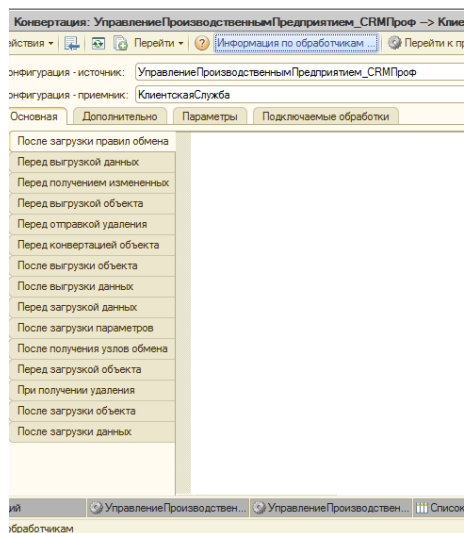 Конвертация: УправлениеПроизводственнымПредприятием_CRMПроф --> Клие
ействия Перейти Информация по обработчикам ... Перейти к пр
онфигурация - источник: УправлениеПроизводственнымПредприятием_CRMПроф
онфигурация - приемник: КлиентскаяСлужба
Основная Дополнительно Параметры Подключаемые обработки
После загрузки правил обмена
Перед выгрузкой данных
Перед получением измененных
Перед выгрузкой объекта
Перед отправкой удаления
Перед конвертацией объекта
После выгрузки объекта
После выгрузки данных
Перед загрузкой данных
После загрузки параметров
После получения узлов обмена
Перед загрузкой объекта
При получении удаления
После загрузки объекта
После загрузки данных
ий УправлениеПроизводствен... УправлениеПроизводствен... Список
обработчикам